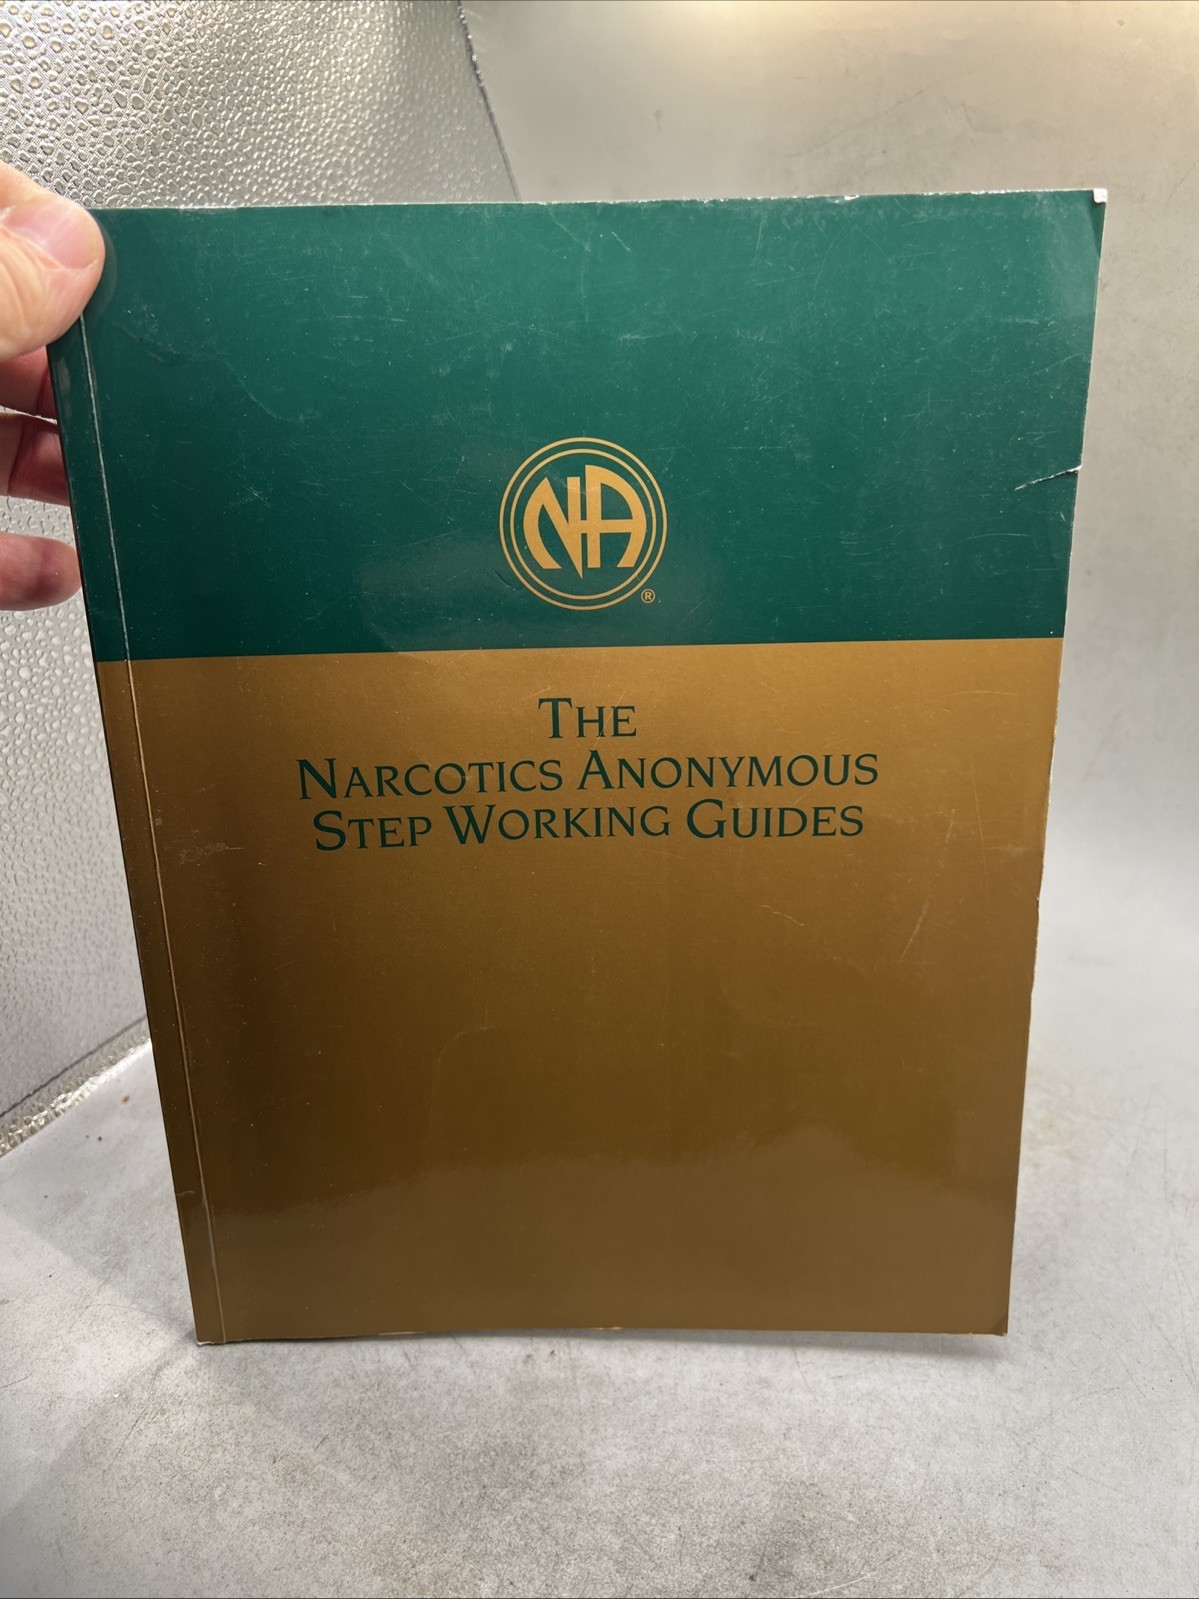 NA
®
THE
NARCOTICS ANONYMOUS
STEP WORKING GUIDES